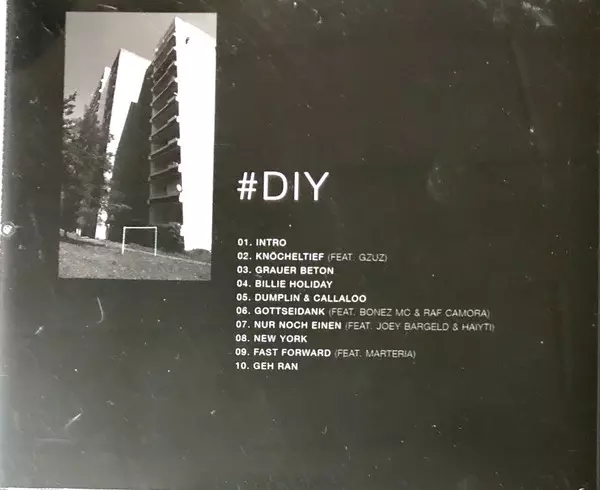 #DIY
01. INTRO
02. KNÖCHELTIEF (FEAT. GZUZ)
03. GRAUER BETON
04. BILLIE HOLIDAY
05. DUMPLIN & CALLALOO
06. GOTTSEIDANK (FEAT. BONEZ MC & RAF CAMORA)
07. NUR NOCH EINEN (FEAT. JOEY BARGELD & HAIYTI)
08. NEW YORK
09. FAST FORWARD (FEAT. MARTERIA)
10. GEH RAN